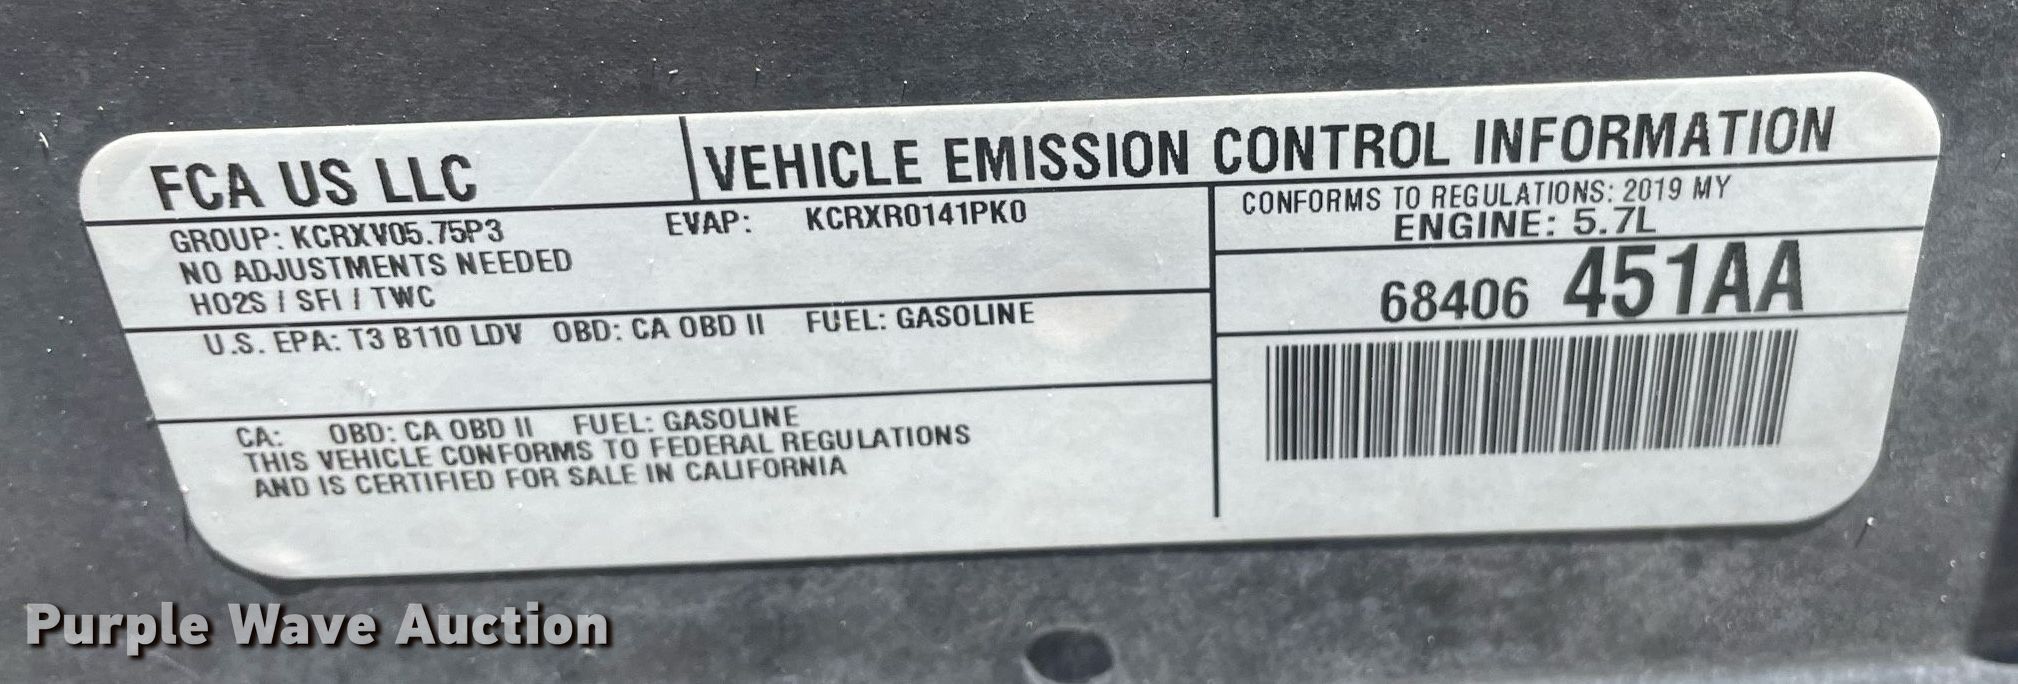 FCA US LLC
VEHICLE EMISSION CONTROL INFORMATION
GROUP: KCRXV05.75P3 EVAP: KCRXR0141PK0
NO ADJUSTMENTS NEEDED
HO2S / SFI / TWC
CONFORMS TO REGULATIONS: 2019 MY
ENGINE: 5.7L
68406 451AA
U.S. EPA: T3 B110 LDV OBD: CA OBD II FUEL: GASOLINE
CA: OBD: CA OBD II FUEL: GASOLINE
THIS VEHICLE CONFORMS TO FEDERAL REGULATIONS
AND IS CERTIFIED FOR SALE IN CALIFORNIA
Purple Wave Auction